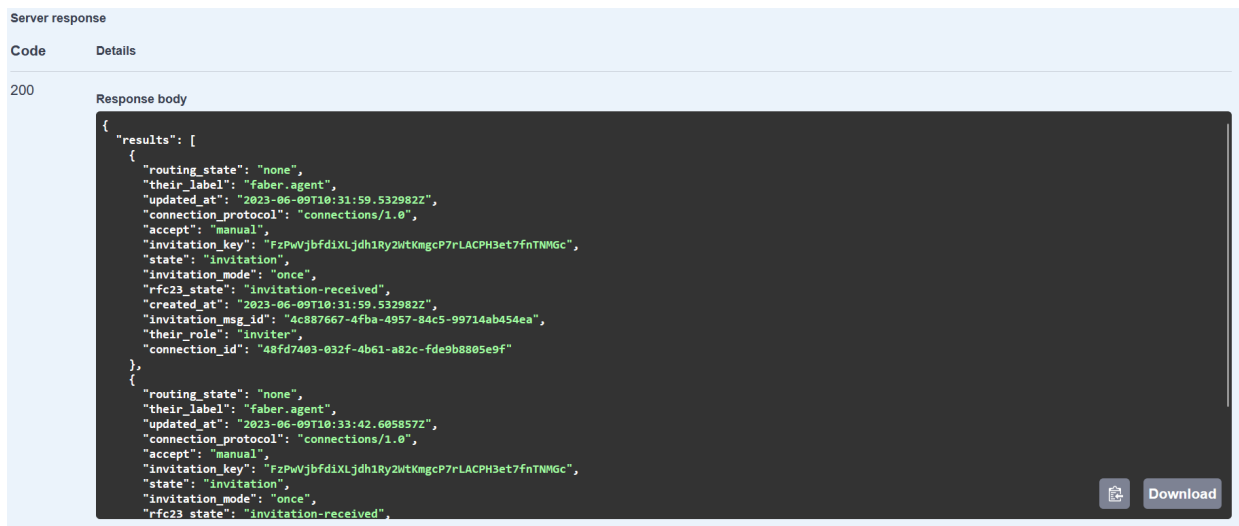 Server response
Code Details
200
Response body
{
"results": [
{
"routing_state": "none",
"their_label": "faber.agent",
"updated_at": "2023-06-09T10:31:59.532982Z",
"connection_protocol": "connections/1.0",
"accept": "manual",
"invitation_key": "FzPwVjbfdiXLjdh1Ry2WtKmgcP7rLACPH3et7fnTNMGc",
"state": "invitation",
"invitation_mode": "once",
"rfc23_state": "invitation-received",
"created_at": "2023-06-09T10:31:59.532982Z",
"invitation_msg_id": "4c887667-4fba-4957-84c5-99714ab454ea",
"their_role": "inviter",
"connection_id": "48fd7403-032f-4b61-a82c-fde9b8805e9f"
},
{
"routing_state": "none",
"their_label": "faber.agent",
"updated_at": "2023-06-09T10:33:42.605857Z",
"connection_protocol": "connections/1.0",
"accept": "manual",
"invitation_key": "FzPwVjbfdiXLjdh1Ry2WtKmgcP7rLACPH3et7fnTNMGc",
"state": "invitation",
"invitation_mode": "once",
"rfc23_state": "invitation-received",
Download